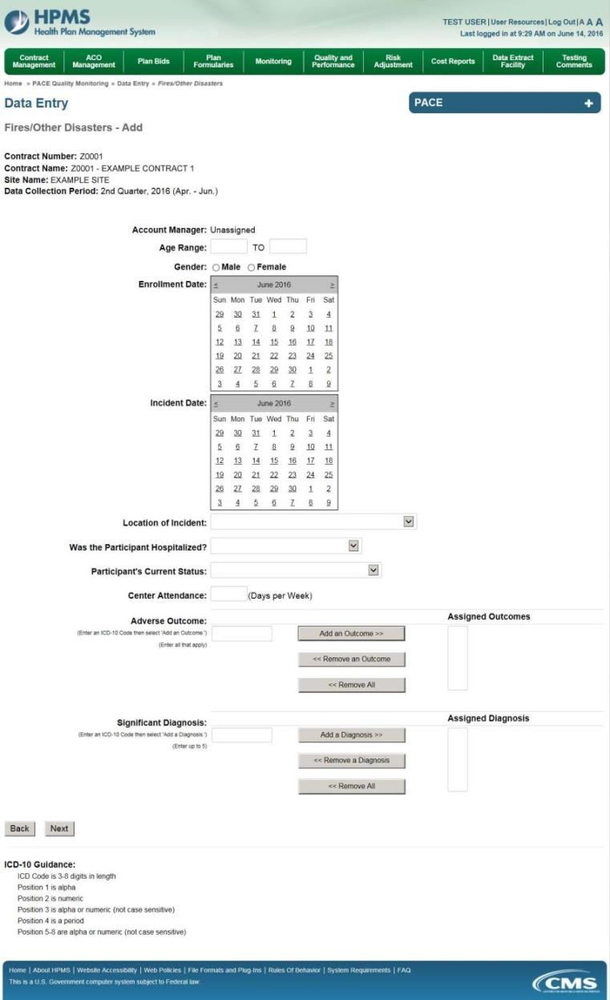 HPMS
Health Plan Management System
TEST USER | User Resources | Log Out | A A A
Last logged in at 9:29 AM on June 14, 2016
Contract Management
ACO Management
Plan Bids
Plan Formularies
Monitoring
Quality and Performance
Risk Adjustment
Cost Reports
Data Extract Facility
Testing Comments
Home » PACE Quality Monitoring » Data Entry » Fires/Other Disasters
Data Entry
PACE +
Fires/Other Disasters - Add
Contract Number: Z0001
Contract Name: Z0001 - EXAMPLE CONTRACT 1
Site Name: EXAMPLE SITE
Data Collection Period: 2nd Quarter, 2016 (Apr. - Jun.)
Account Manager: Unassigned
Age Range: TO
Gender: Male Female
Enrollment Date:
< June 2016 >
Sun Mon Tue Wed Thu Fri Sat
29 30 31 1 2 3 4
5 6 7 8 9 10 11
12 13 14 15 16 17 18
19 20 21 22 23 24 25
26 27 28 29 30 1 2
3 4 5 6 7 8 9
Incident Date:
< June 2016 >
Sun Mon Tue Wed Thu Fri Sat
29 30 31 1 2 3 4
5 6 7 8 9 10 11
12 13 14 15 16 17 18
19 20 21 22 23 24 25
26 27 28 29 30 1 2
3 4 5 6 7 8 9
Location of Incident:
Was the Participant Hospitalized?
Participant's Current Status:
Center Attendance: (Days per Week)
Adverse Outcome:
(Enter an ICD-10 Code then select 'Add an Outcome.')
(Enter all that apply)
Add an Outcome >>
<< Remove an Outcome
<< Remove All
Assigned Outcomes
Significant Diagnosis:
(Enter an ICD-10 Code then select 'Add a Diagnosis.')
(Enter up to 5)
Add a Diagnosis >>
<< Remove a Diagnosis
<< Remove All
Assigned Diagnosis
Back Next
ICD-10 Guidance:
ICD Code is 3-8 digits in length
Position 1 is alpha
Position 2 is numeric
Position 3 is alpha or numeric (not case sensitive)
Position 4 is a period
Position 5-8 are alpha or numeric (not case sensitive)
Home | About HPMS | Website Accessibility | Web Policies | File Formats and Plug-Ins | Rules Of Behavior | System Requirements | FAQ
This is a U.S. Government computer system subject to Federal law.
CMS